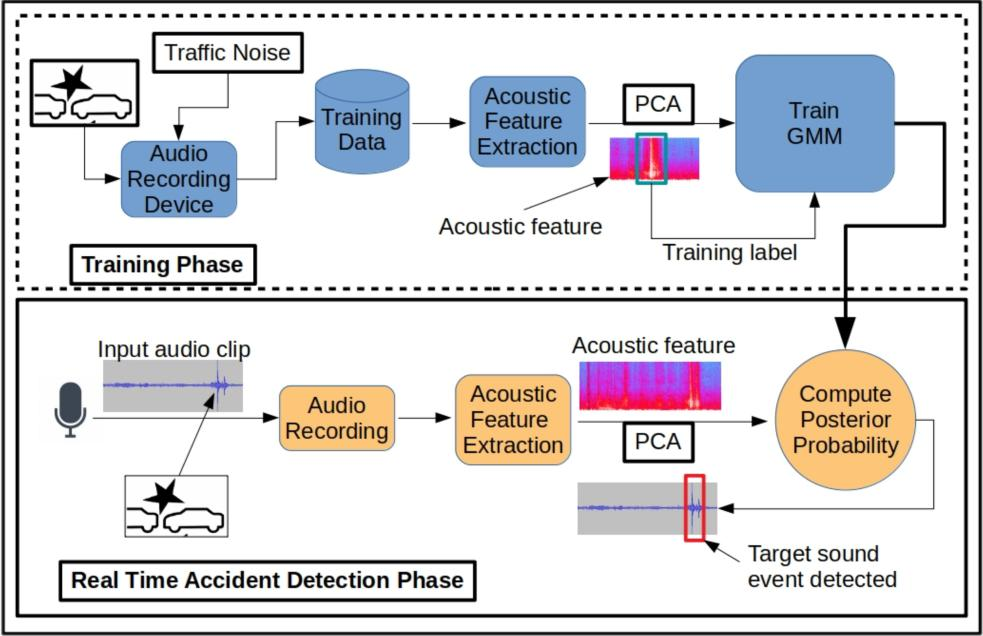 Traffic Noise
Audio
Recording
Device
Training
Data
Acoustic
Feature
Extraction
PCA
Train
GMM
Acoustic feature
Training label
Training Phase
Input audio clip
Audio
Recording
Acoustic
Feature
Extraction
Acoustic feature
PCA
Compute
Posterior
Probability
Target sound
event detected
Real Time Accident Detection Phase